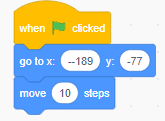 when clicked
go to x: --189 y: -77
move 10 steps